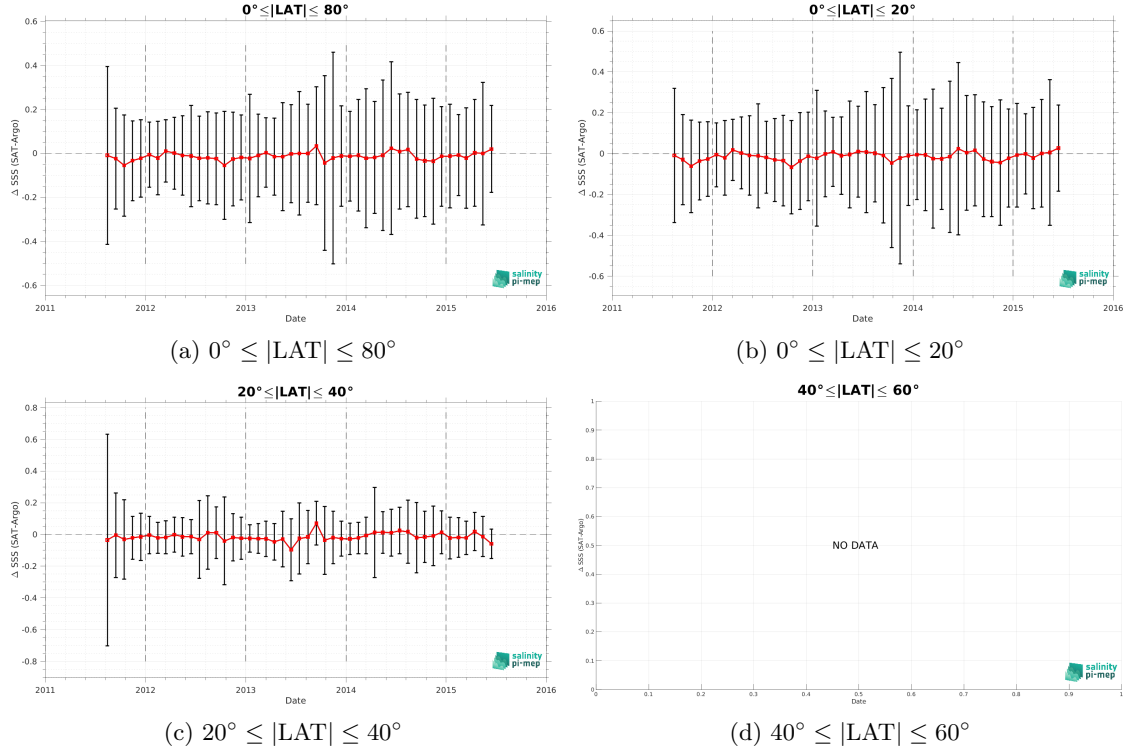 0°≤|LAT|≤ 80°
0.6
0.4
0.2
0
-0.2
-0.4
-0.6
Δ SSS (SAT-Argo)
2011
2012
2013
2014
2015
2016
Date
salinity
pi-mep
(a) 0° ≤ |LAT| ≤ 80°
0°≤|LAT|≤ 20°
0.6
0.4
0.2
0
-0.2
-0.4
-0.6
Δ SSS (SAT-Argo)
2011
2012
2013
2014
2015
2016
Date
salinity
pi-mep
(b) 0° ≤ |LAT| ≤ 20°
20°≤|LAT|≤ 40°
0.8
0.6
0.4
0.2
0
-0.2
-0.4
-0.6
-0.8
Δ SSS (SAT-Argo)
2011
2012
2013
2014
2015
2016
Date
salinity
pi-mep
(c) 20° ≤ |LAT| ≤ 40°
40°≤|LAT|≤ 60°
1
0.9
0.8
0.7
0.6
0.5
0.4
0.3
0.2
0.1
0
Δ SSS (SAT-Argo)
NO DATA
0
0.1
0.2
0.3
0.4
0.5
0.6
0.7
0.8
0.9
1
Date
salinity
pi-mep
(d) 40° ≤ |LAT| ≤ 60°